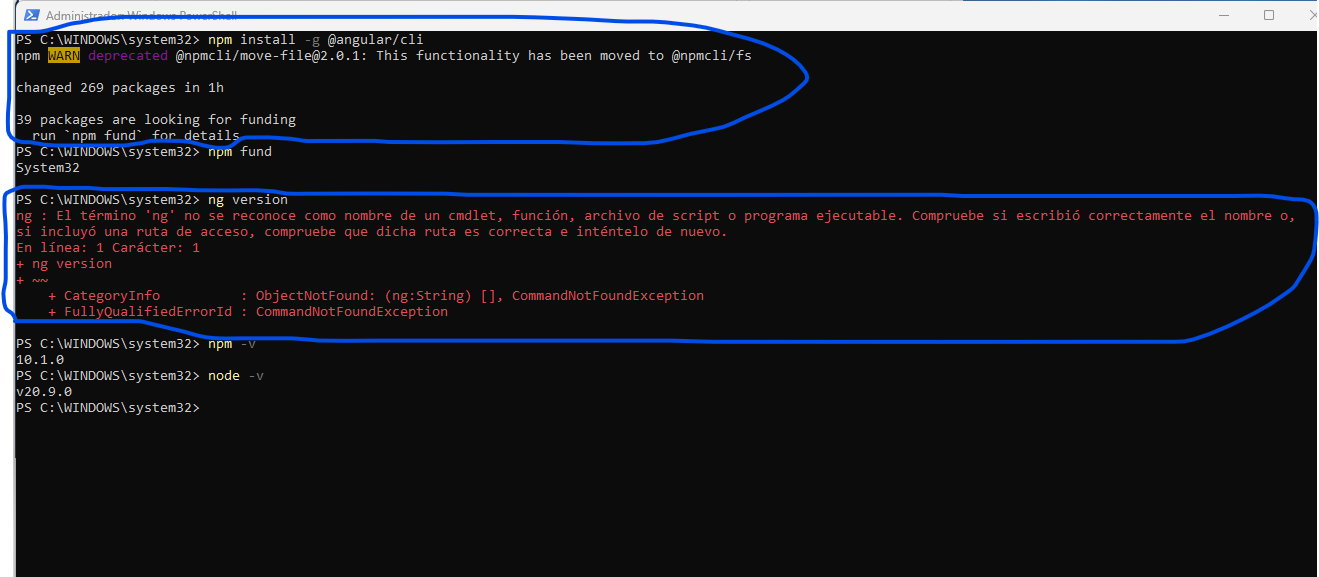 Administrador: Windows PowerShell
PS C:\WINDOWS\system32> npm install -g @angular/cli
npm WARN deprecated @npmcli/move-file@2.0.1: This functionality has been moved to @npmcli/fs
changed 269 packages in 1h
39 packages are looking for funding
  run `npm fund` for details
PS C:\WINDOWS\system32> npm fund
System32
PS C:\WINDOWS\system32> ng version
ng : El término 'ng' no se reconoce como nombre de un cmdlet, función, archivo de script o programa ejecutable. Compruebe si escribió correctamente el nombre o,
si incluyó una ruta de acceso, compruebe que dicha ruta es correcta e inténtelo de nuevo.
En línea: 1 Carácter: 1
+ ng version
+ ~~
    + CategoryInfo          : ObjectNotFound: (ng:String) [], CommandNotFoundException
    + FullyQualifiedErrorId : CommandNotFoundException
PS C:\WINDOWS\system32> npm -v
10.1.0
PS C:\WINDOWS\system32> node -v
v20.9.0
PS C:\WINDOWS\system32>